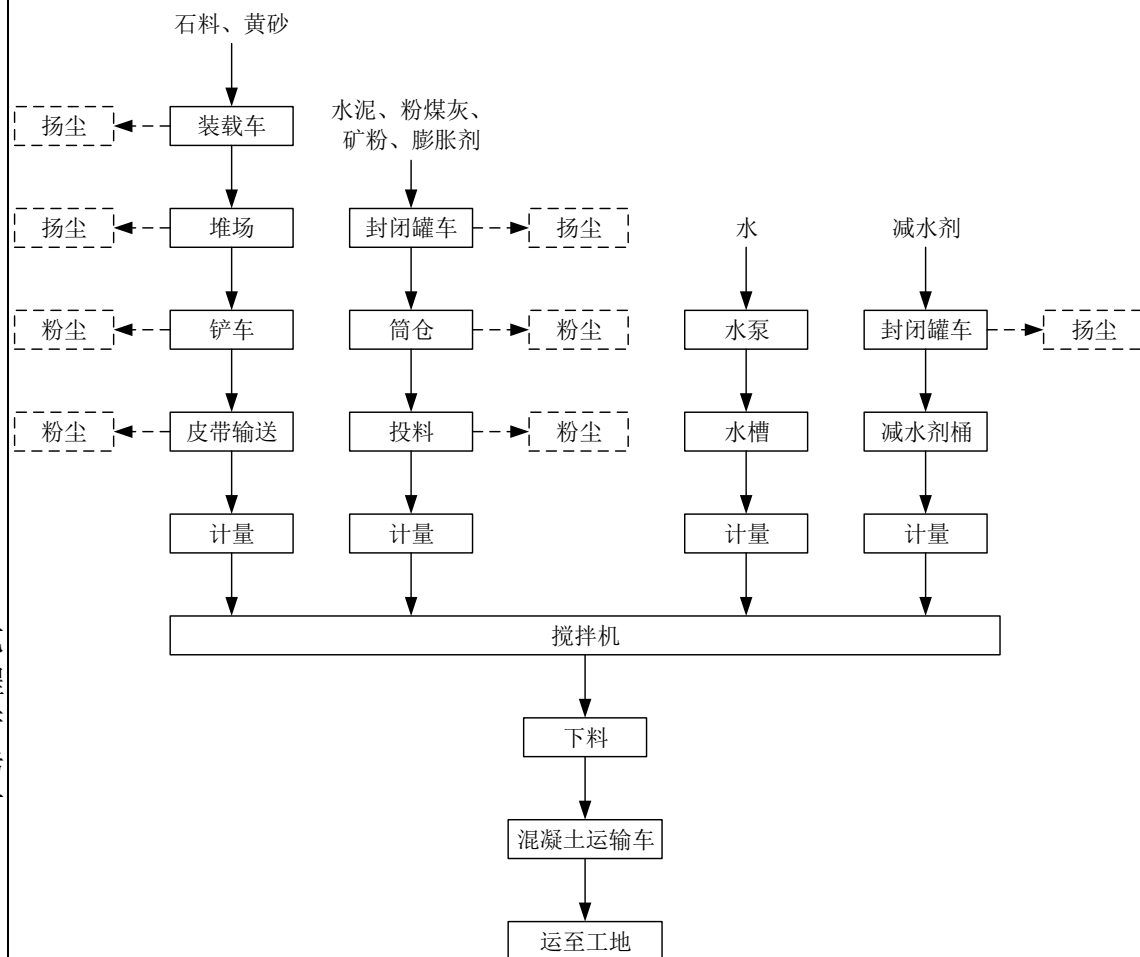 石料、黄砂
水泥、粉煤灰、
矿粉、膨胀剂
扬尘
装载车
扬尘
堆场
封闭罐车
扬尘
水
减水剂
粉尘
铲车
筒仓
粉尘
水泵
封闭罐车
扬尘
粉尘
皮带输送
投料
粉尘
水槽
减水剂桶
计量
计量
计量
计量
搅拌机
下料
混凝土运输车
运至工地